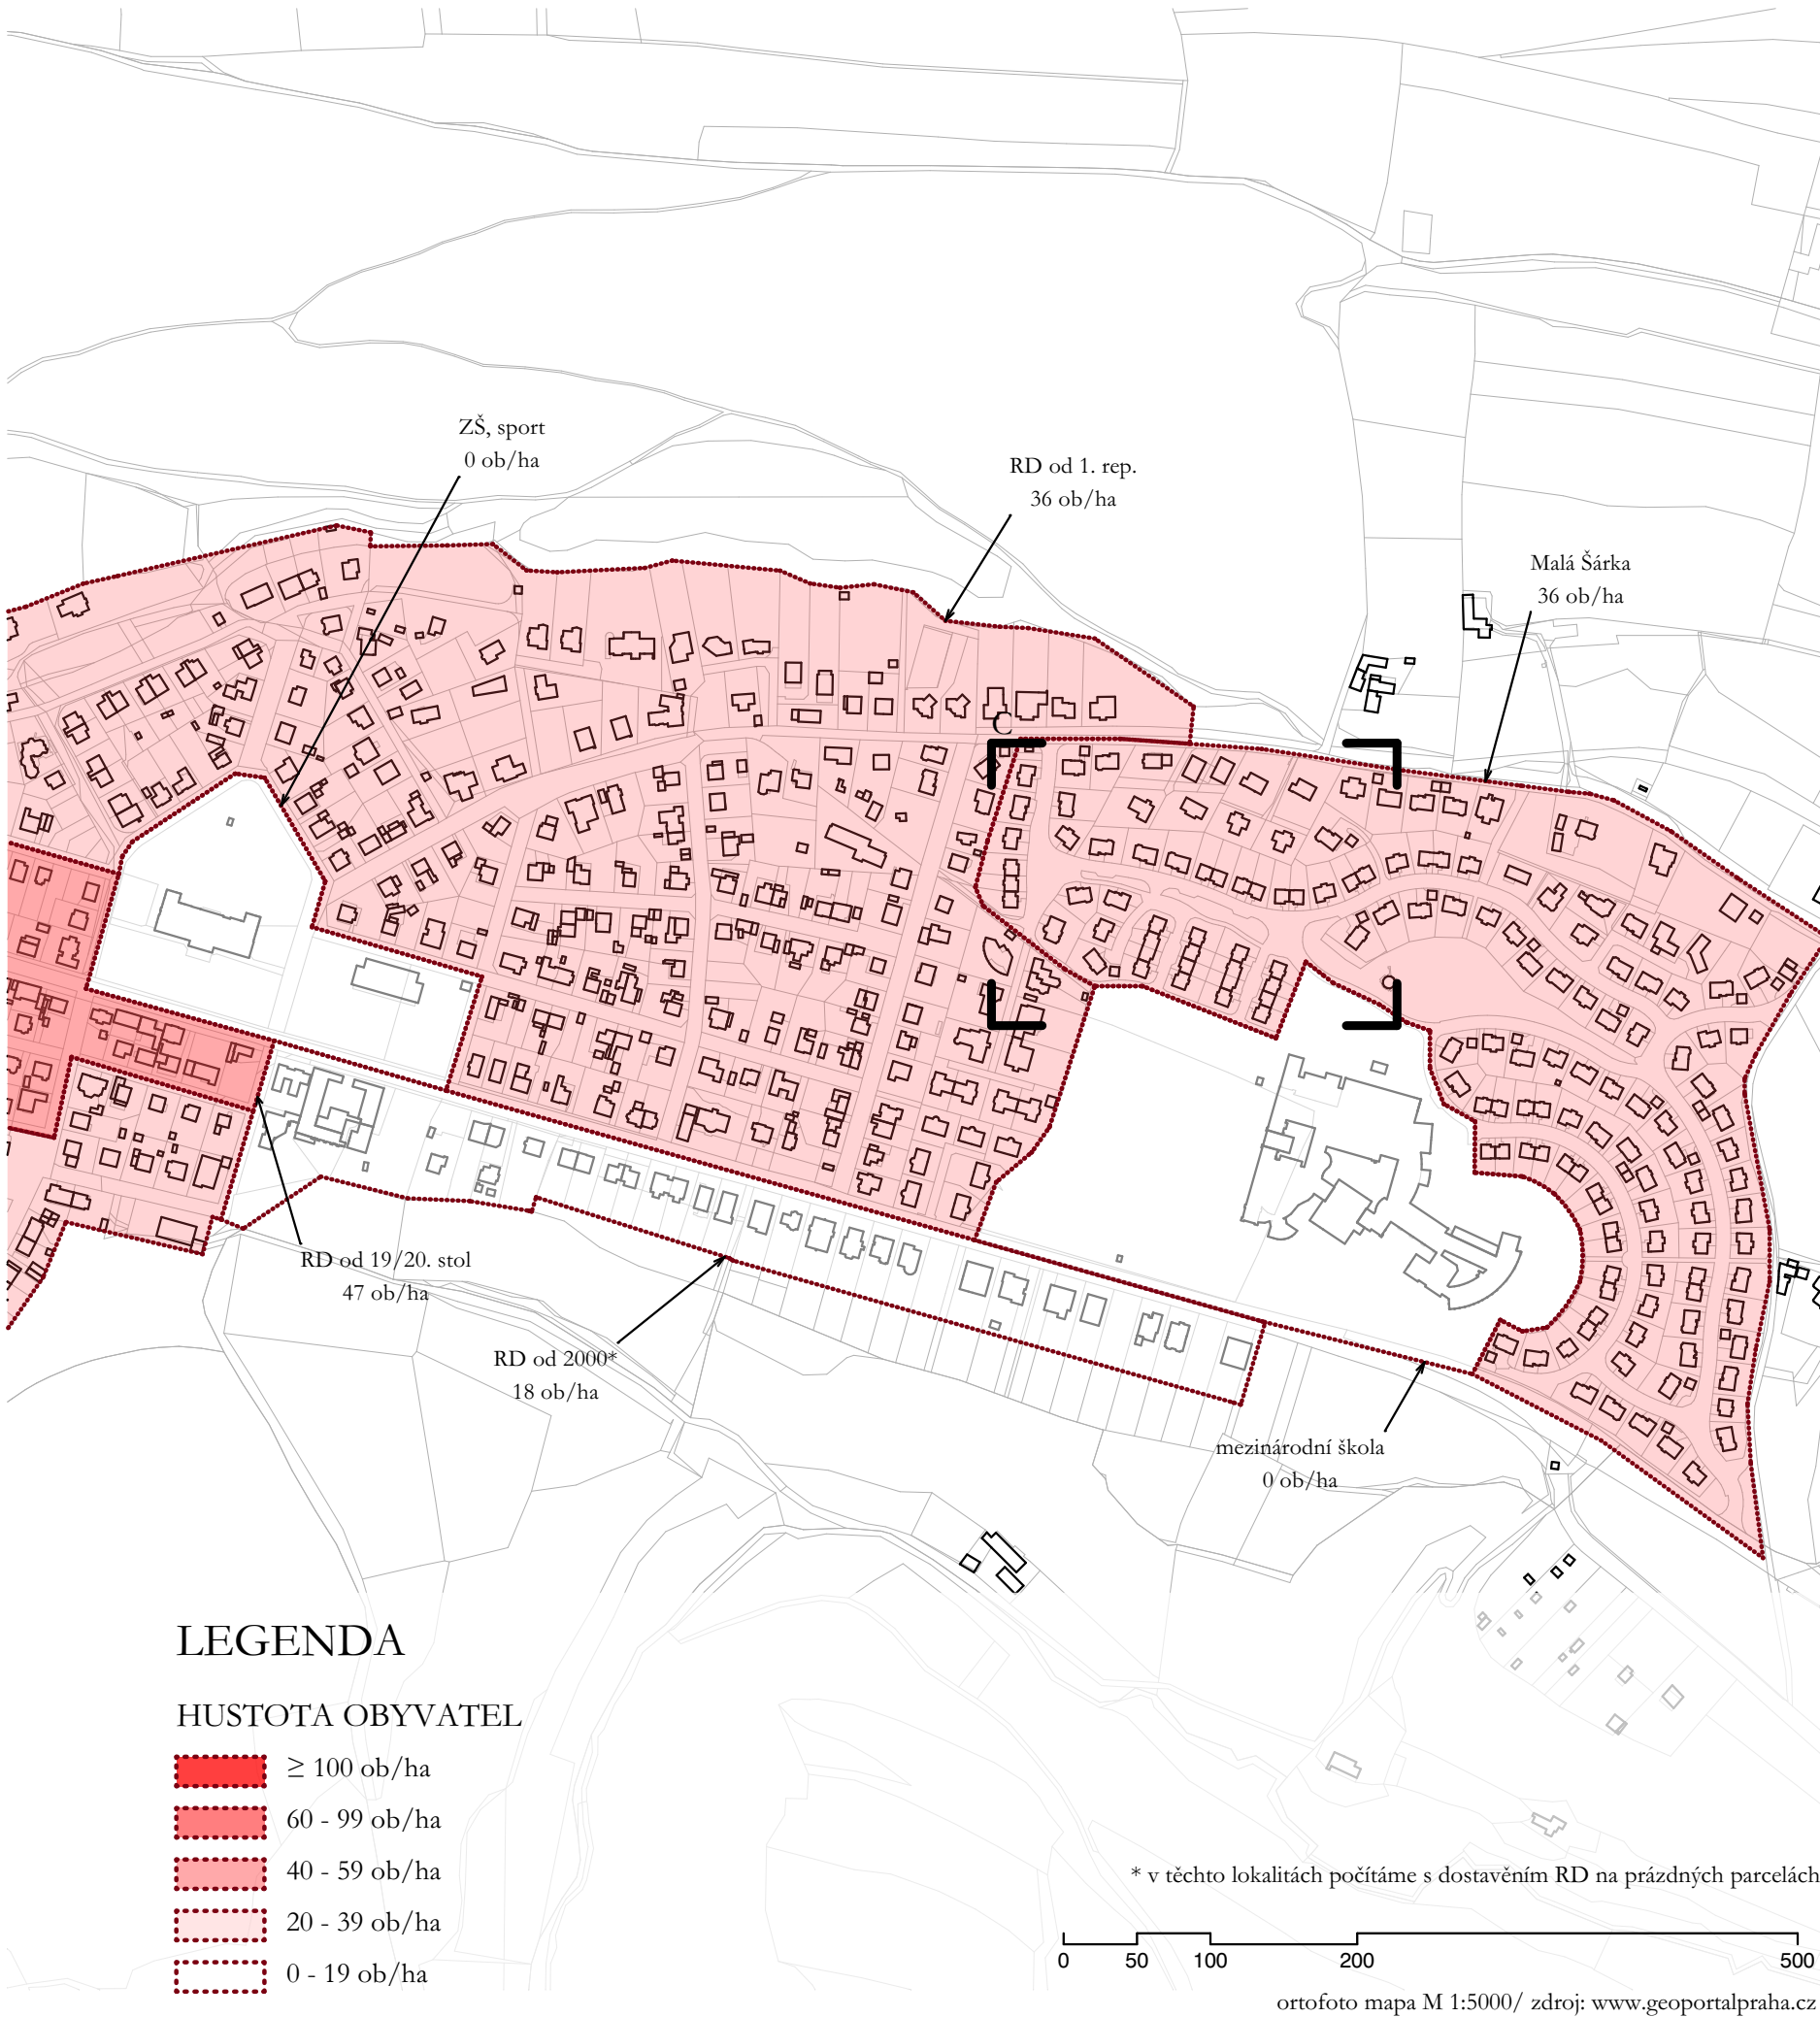 ZŠ, sport
0 ob/ha
RD od 1. rep.
36 ob/ha
Malá Šárka
36 ob/ha
C
RD od 19/20. stol
47 ob/ha
RD od 2000*
18 ob/ha
mezinárodní škola
0 ob/ha
LEGENDA
HUSTOTA OBYVATEL
≥ 100 ob/ha
60 - 99 ob/ha
40 - 59 ob/ha
20 - 39 ob/ha
0 - 19 ob/ha
* v těchto lokalitách počítáme s dostavěním RD na prázdných parcelách
0 50 100 200 500
ortofoto mapa M 1:5000/ zdroj: www.geoportalpraha.cz